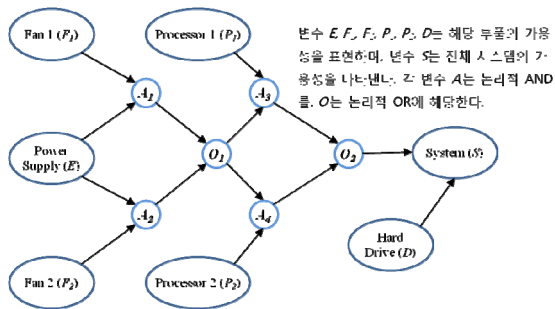 Fan 1 (F₁)
Processor 1 (P₁)
변수 E, F₁, F₂, P₁, P₂, D는 해당 부품의 가용
성을 표현하며, 변수 S는 전체 시스템의 가
용성을 나타낸다. 각 변수 A는 논리적 AND
를, O는 논리적 OR에 해당한다.
A₁
A₃
Power
Supply (E)
O₁
O₂
System (S)
A₂
A₄
Hard
Drive (D)
Fan 2 (F₂)
Processor 2 (P₂)